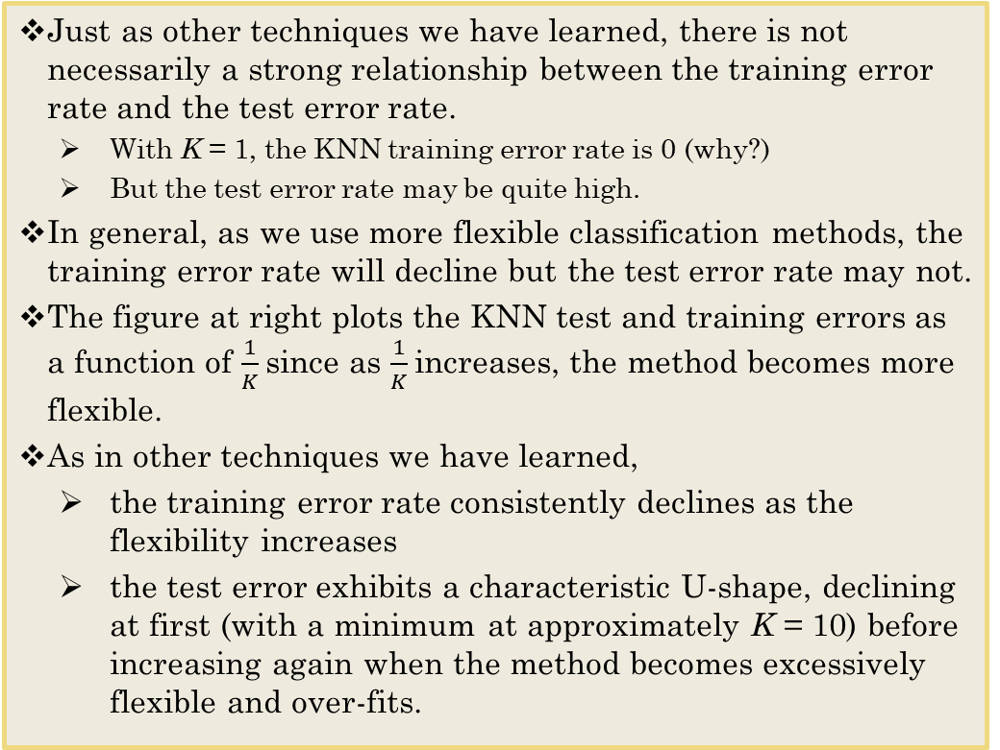 ❖Just as other techniques we have learned, there is not
necessarily a strong relationship between the training error
rate and the test error rate.
➢ With K = 1, the KNN training error rate is 0 (why?)
➢ But the test error rate may be quite high.
❖In general, as we use more flexible classification methods, the
training error rate will decline but the test error rate may not.
❖The figure at right plots the KNN test and training errors as
a function of 1/K since as 1/K increases, the method becomes more
flexible.
❖As in other techniques we have learned,
➢ the training error rate consistently declines as the
flexibility increases
➢ the test error exhibits a characteristic U-shape, declining
at first (with a minimum at approximately K = 10) before
increasing again when the method becomes excessively
flexible and over-fits.